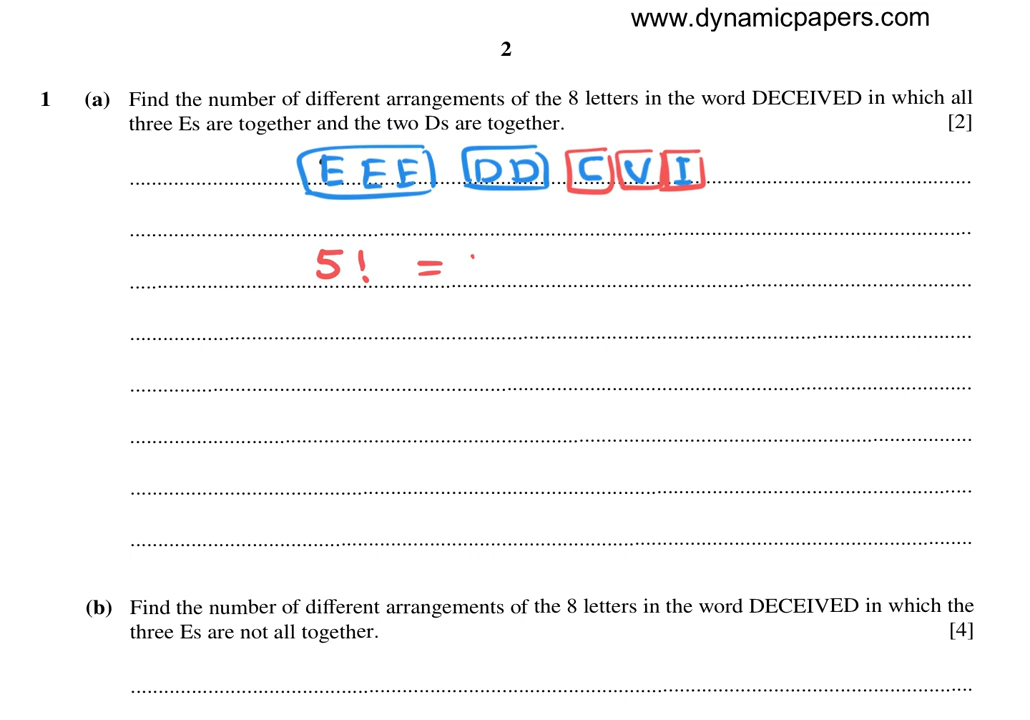 www.dynamicpapers.com
2
1 (a) Find the number of different arrangements of the 8 letters in the word DECEIVED in which all
three Es are together and the two Ds are together. [2]
E E E D D C V I
5! =
(b) Find the number of different arrangements of the 8 letters in the word DECEIVED in which the
three Es are not all together. [4]